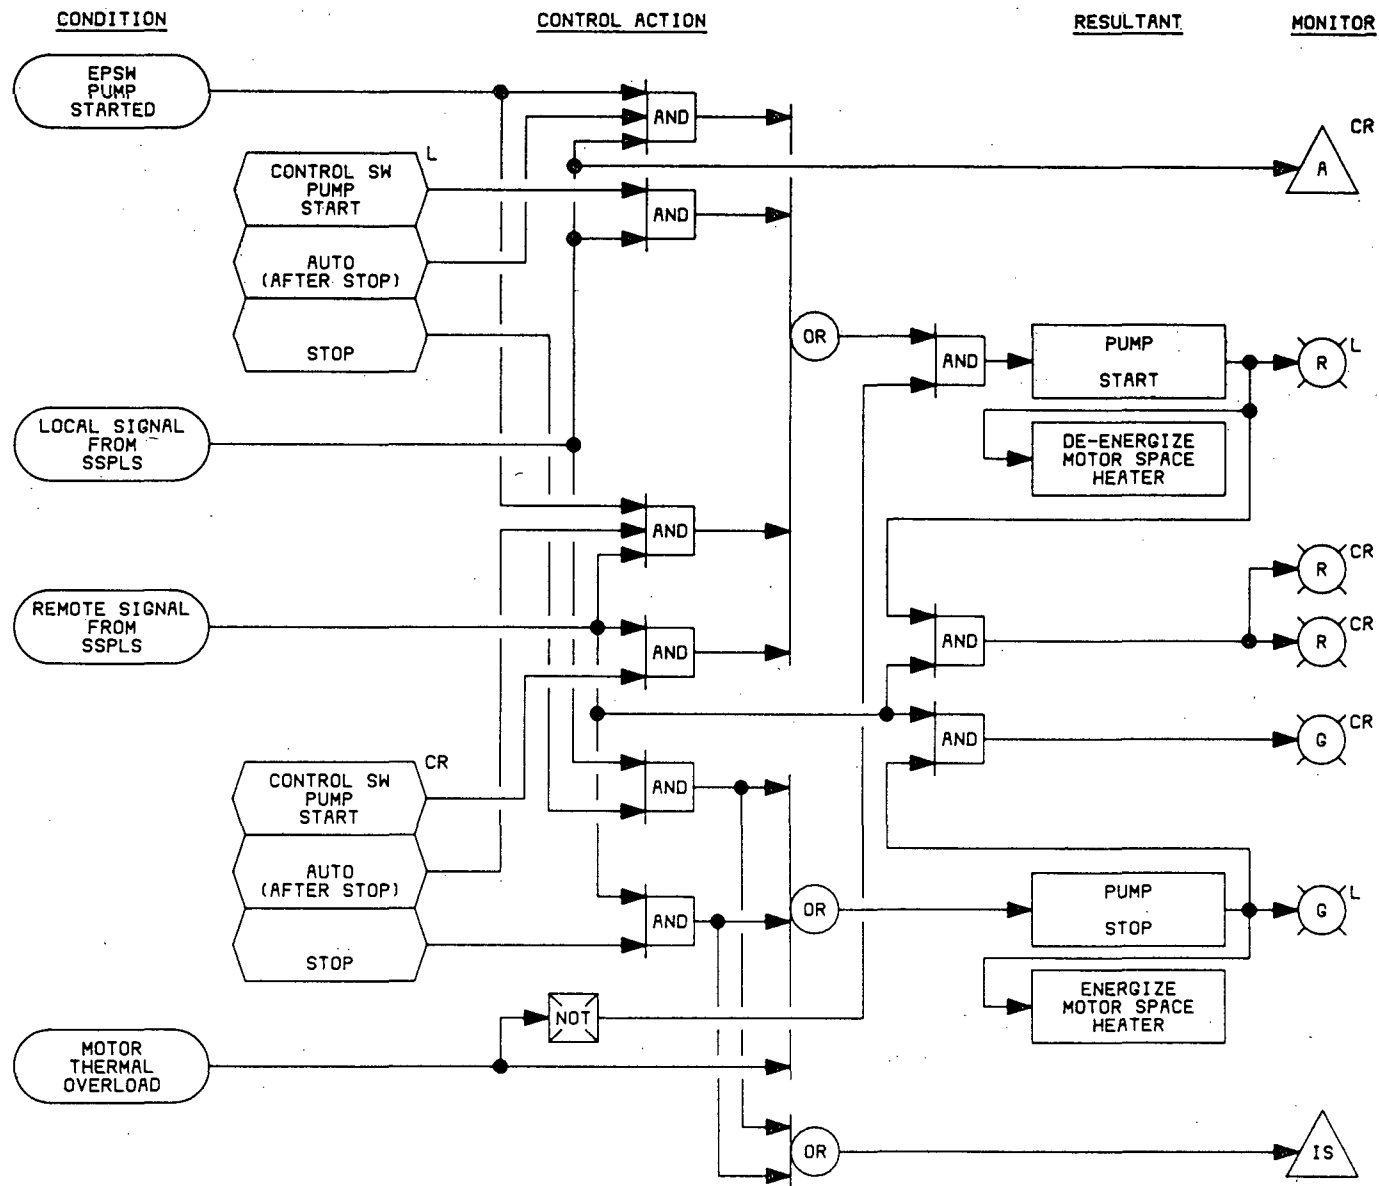 CONDITION
CONTROL ACTION
RESULTANT
MONITOR
EPSW
PUMP
STARTED
AND
CR
A
L
CONTROL SW
PUMP
START
AND
AUTO
(AFTER STOP)
STOP
OR
AND
PUMP
START
R
L
LOCAL SIGNAL
FROM
SSPLS
DE-ENERGIZE
MOTOR SPACE
HEATER
AND
R
CR
REMOTE SIGNAL
FROM
SSPLS
AND
AND
R
CR
AND
G
CR
CR
CONTROL SW
PUMP
START
AND
AUTO
(AFTER STOP)
STOP
AND
OR
PUMP
STOP
G
L
NOT
ENERGIZE
MOTOR SPACE
HEATER
MOTOR
THERMAL
OVERLOAD
OR
IS